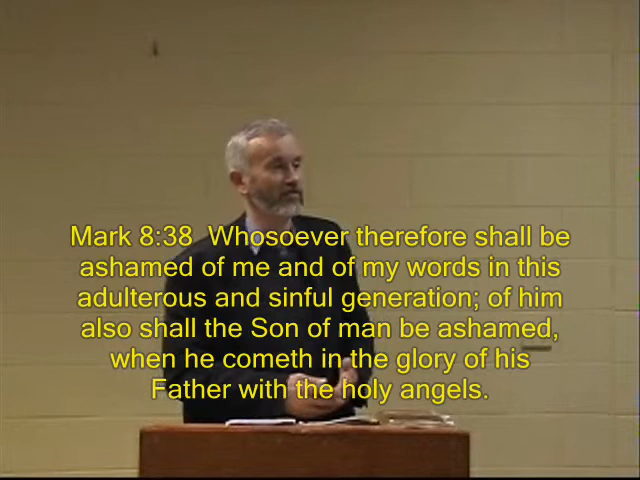 Mark 8:38  Whosoever therefore shall be
ashamed of me and of my words in this
adulterous and sinful generation; of him
also shall the Son of man be ashamed,
when he cometh in the glory of his
Father with the holy angels.